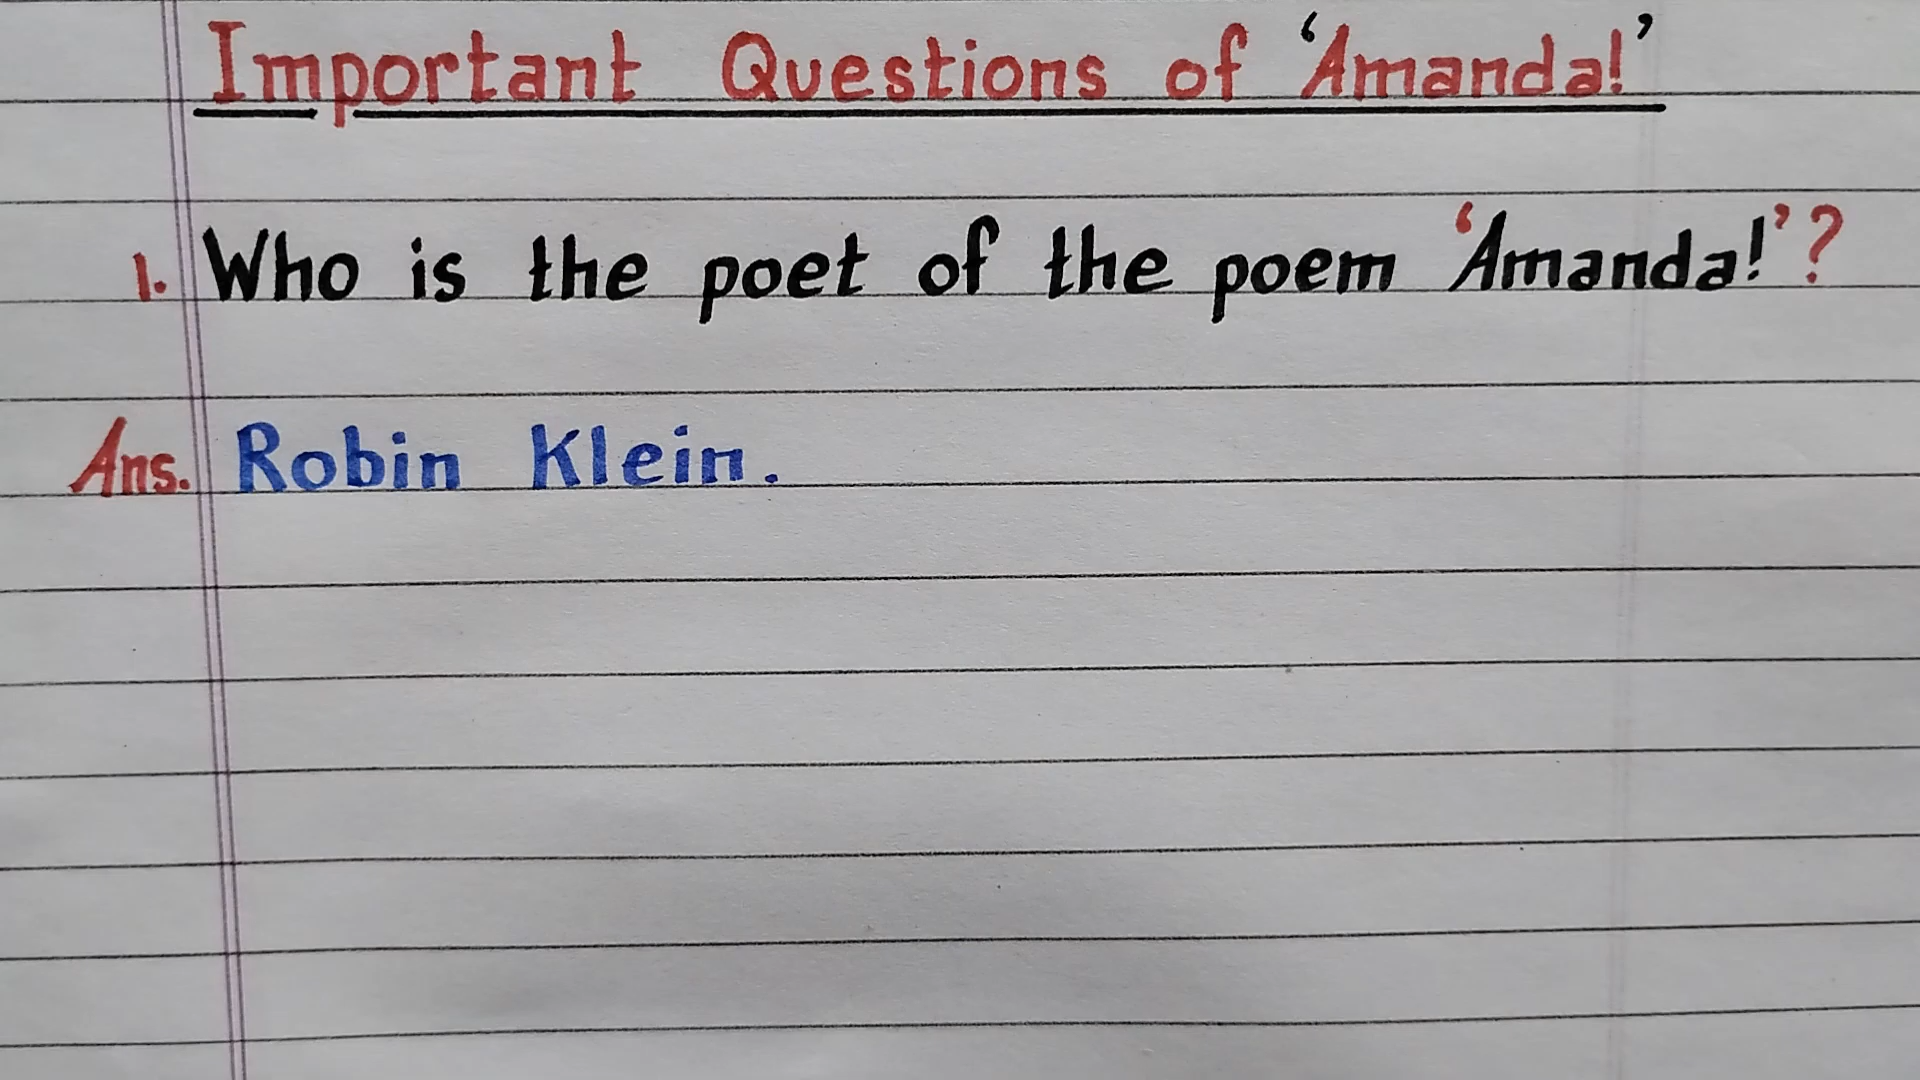 Important Questions of ‘Amanda!’
1. Who is the poet of the poem ‘Amanda!’?
Ans. Robin Klein.